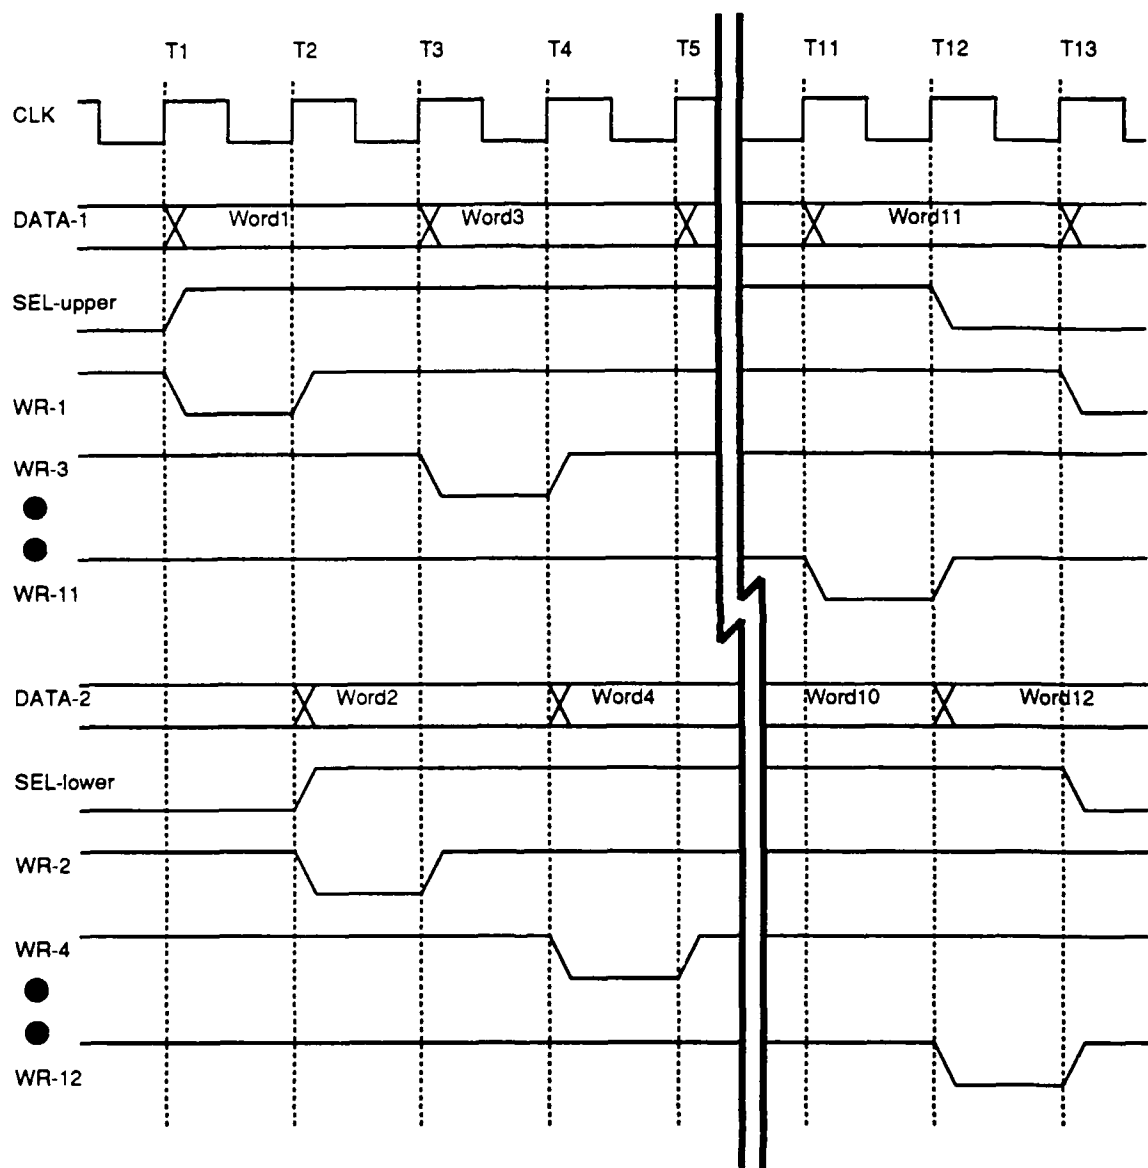 T1 T2 T3 T4 T5 T11 T12 T13
CLK
DATA-1 Word1 Word3 Word11
SEL-upper
WR-1
WR-3
WR-11
DATA-2 Word2 Word4 Word10 Word12
SEL-lower
WR-2
WR-4
WR-12